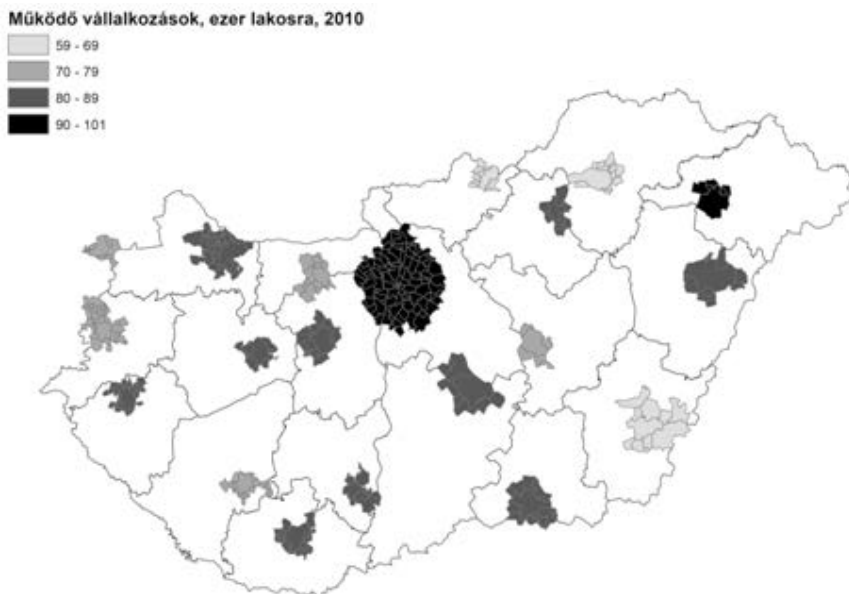 Működő vállalkozások, ezer lakosra, 2010
59 - 69
70 - 79
80 - 89
90 - 101